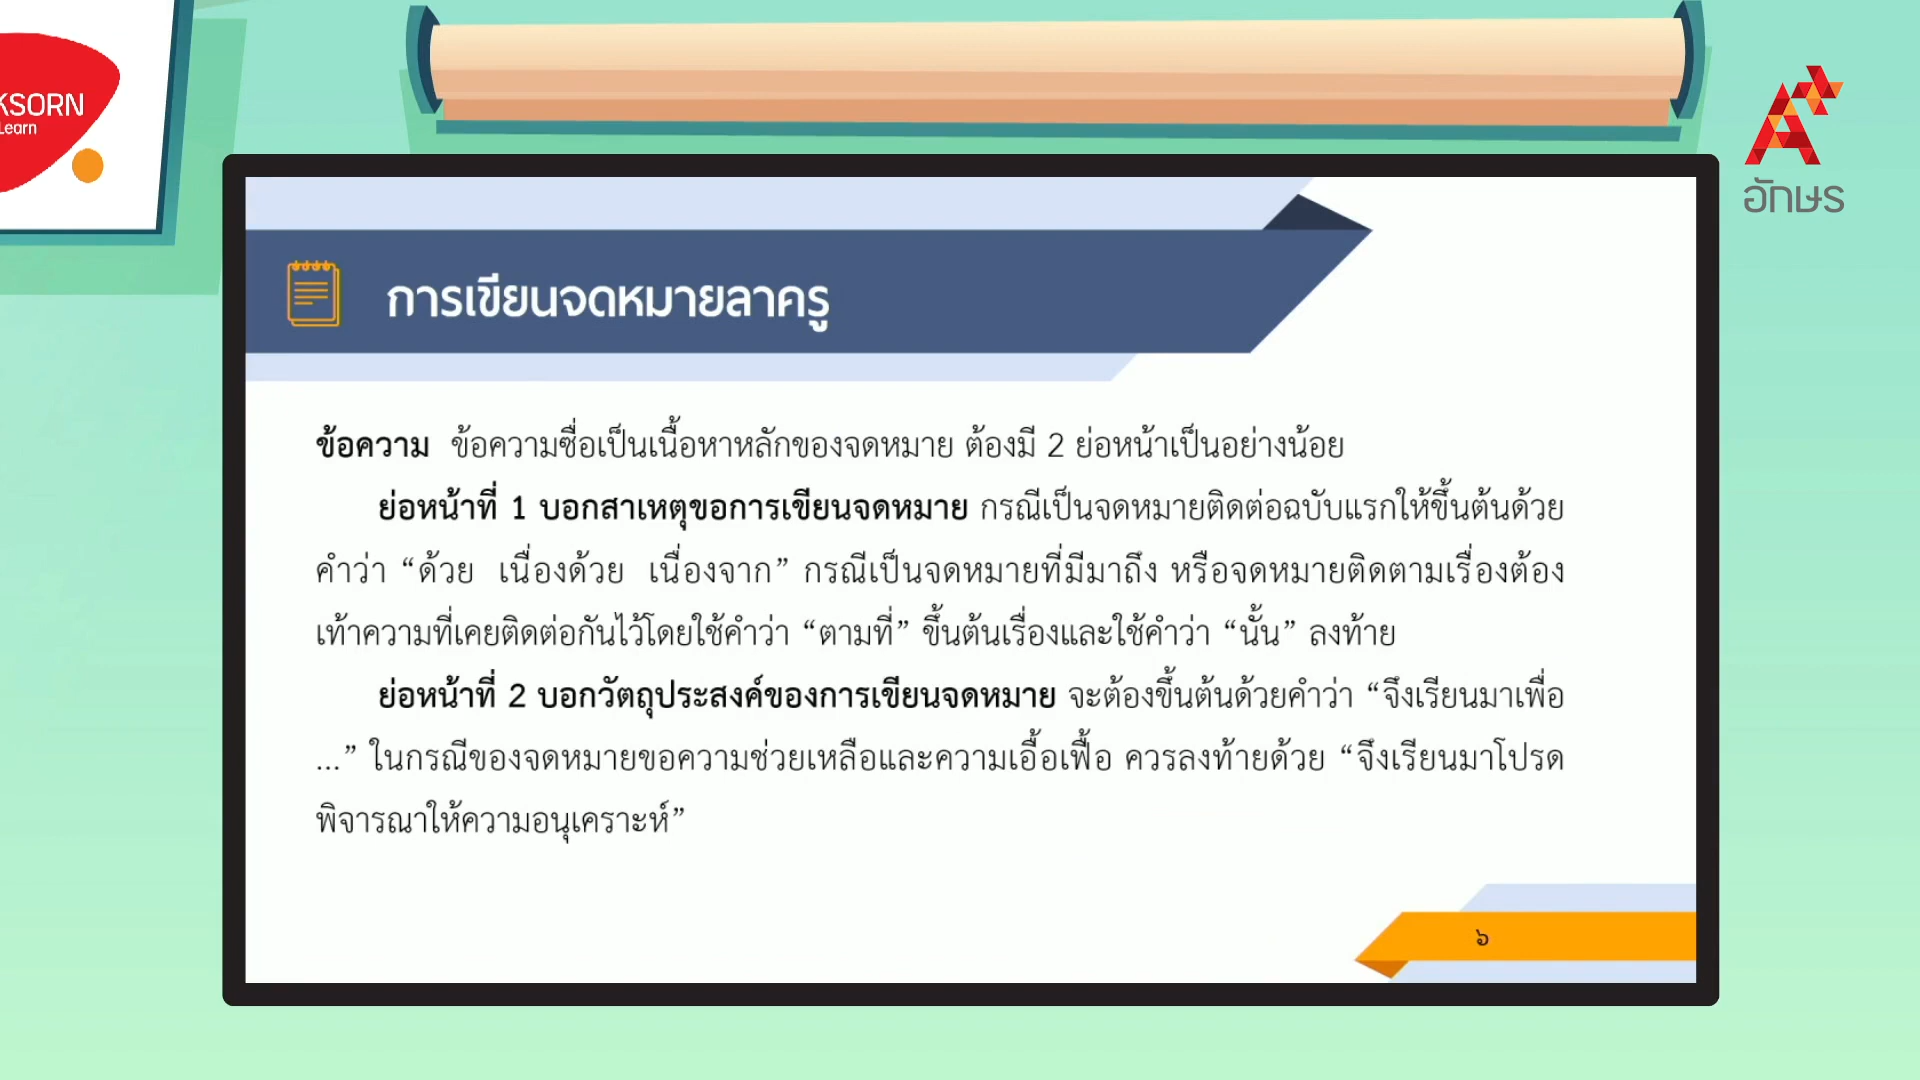 KSORN
Learn
อักษร
การเขียนจดหมายลาครู
ข้อความ ข้อความซื่อเป็นเนื้อหาหลักของจดหมาย ต้องมี 2 ย่อหน้าเป็นอย่างน้อย
ย่อหน้าที่ 1 บอกสาเหตุขอการเขียนจดหมาย กรณีเป็นจดหมายติดต่อฉบับแรกให้ขึ้นต้นด้วย
คำว่า “ด้วย เนื่องด้วย เนื่องจาก” กรณีเป็นจดหมายที่มีมาถึง หรือจดหมายติดตามเรื่องต้อง
เท้าความที่เคยติดต่อกันไว้โดยใช้คำว่า “ตามที่” ขึ้นต้นเรื่องและใช้คำว่า “นั้น” ลงท้าย
ย่อหน้าที่ 2 บอกวัตถุประสงค์ของการเขียนจดหมาย จะต้องขึ้นต้นด้วยคำว่า “จึงเรียนมาเพื่อ
...” ในกรณีของจดหมายขอความช่วยเหลือและความเอื้อเฟื้อ ควรลงท้ายด้วย “จึงเรียนมาโปรด
พิจารณาให้ความอนุเคราะห์”
๖